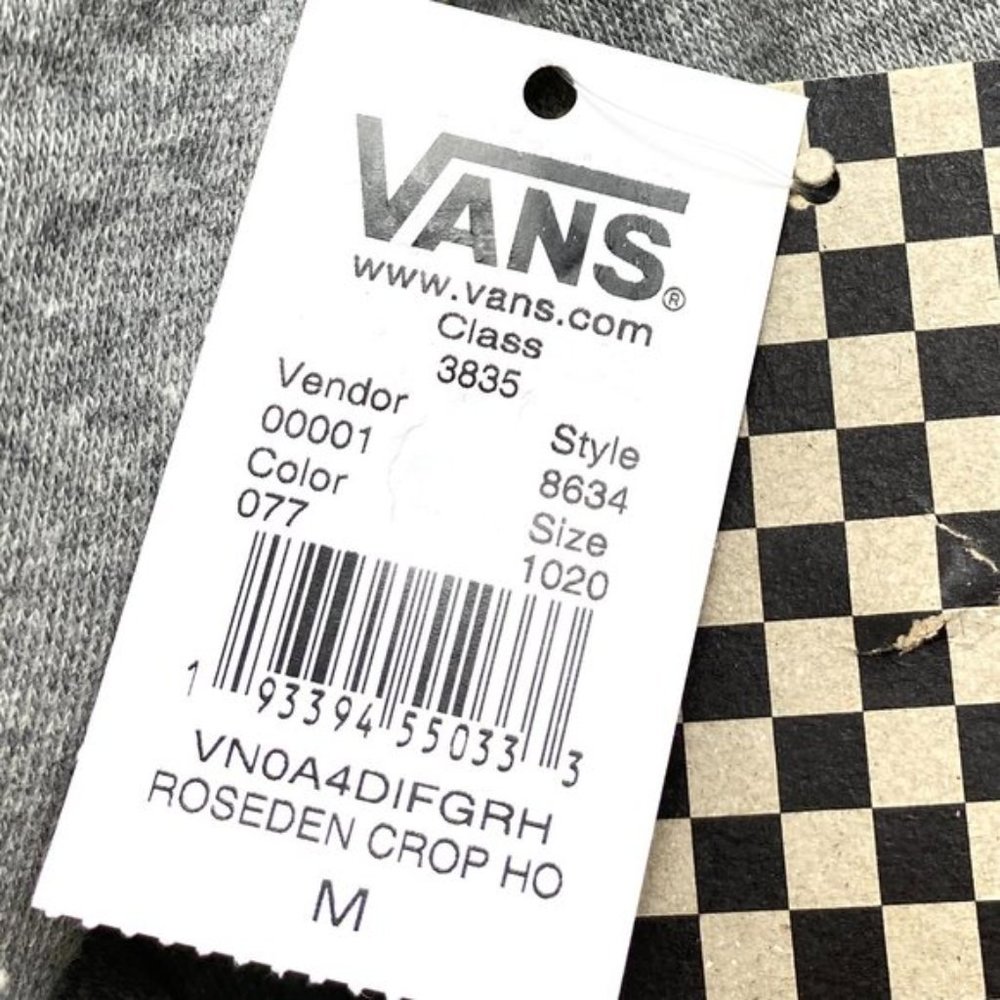 VANS®
www.vans.com
Class
3835
Vendor
00001
Style
8634
Color
077
Size
1020
1 93394 55033 3
VN0A4DIFGRH
ROSEDEN CROP HO
M